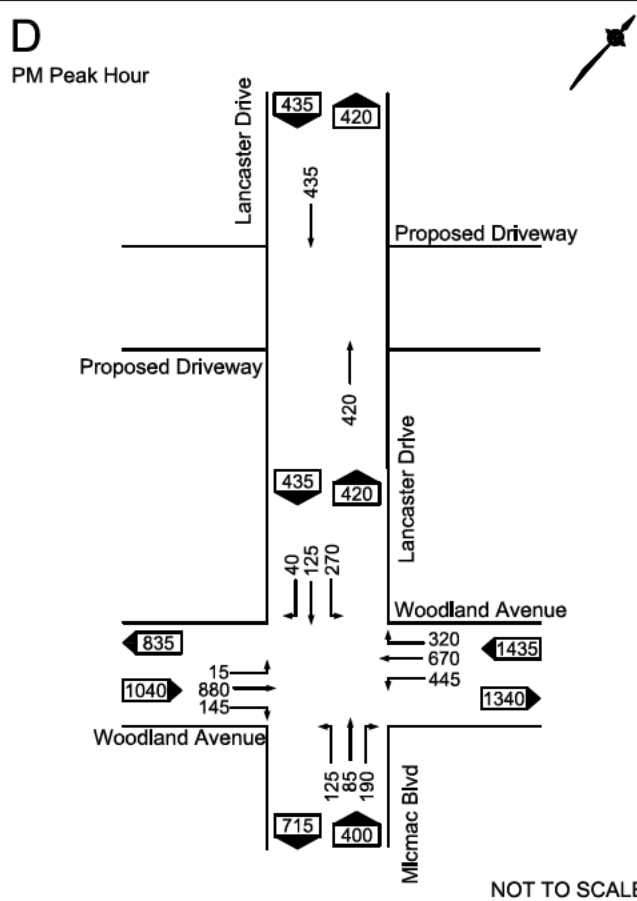 D
PM Peak Hour
Lancaster Drive
435
420
435
Proposed Driveway
Proposed Driveway
420
435
420
Lancaster Drive
40
125
270
Woodland Avenue
835
320
1435
15
670
1040
880
445
1340
145
Woodland Avenue
125
85
190
715
400
Micmac Blvd
NOT TO SCALE